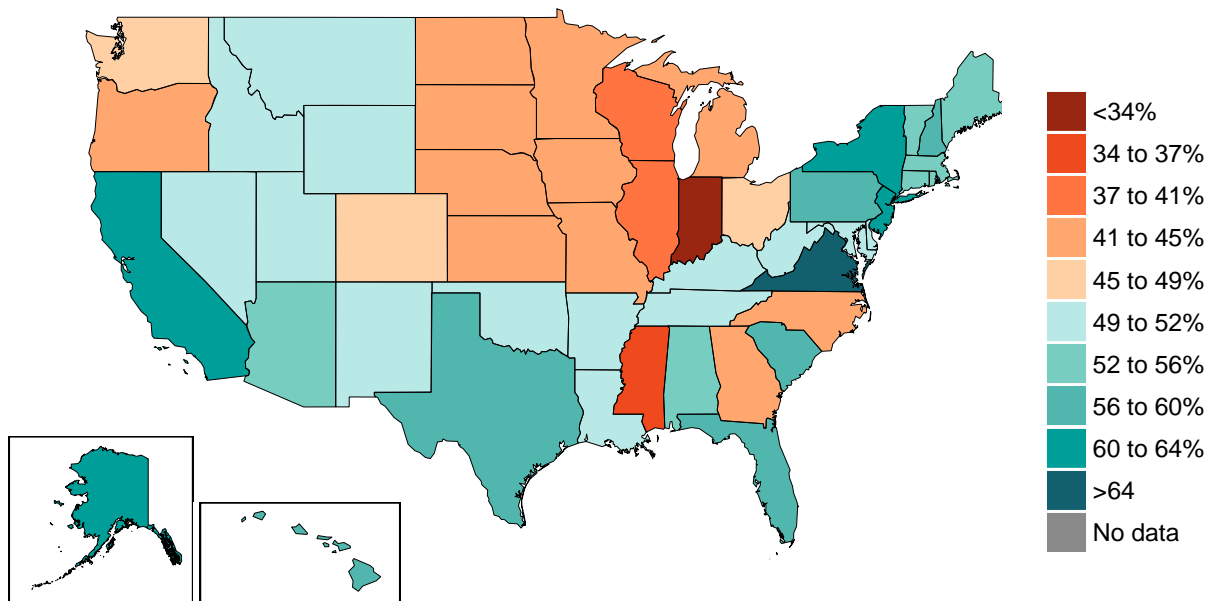 <34%
34 to 37%
37 to 41%
41 to 45%
45 to 49%
49 to 52%
52 to 56%
56 to 60%
60 to 64%
>64
No data